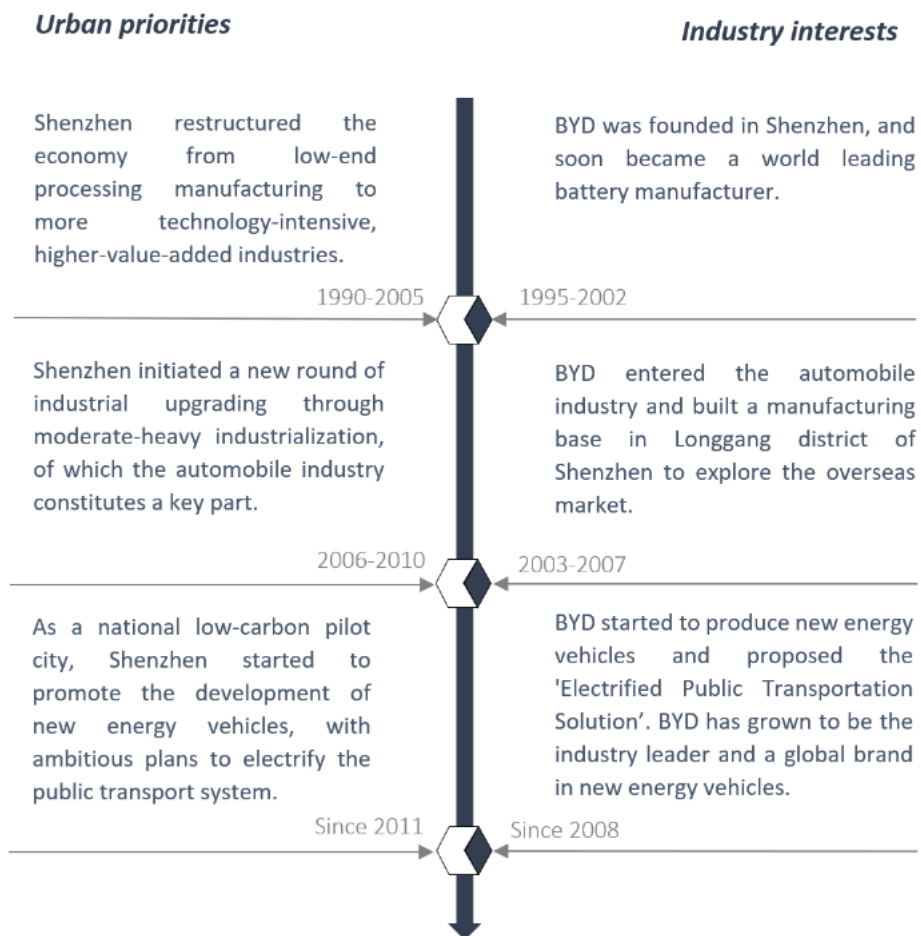 Urban priorities
Industry interests
Shenzhen restructured the
economy from low-end
processing manufacturing to
more technology-intensive,
higher-value-added industries.
BYD was founded in Shenzhen, and
soon became a world leading
battery manufacturer.
1990-2005
1995-2002
Shenzhen initiated a new round of
industrial upgrading through
moderate-heavy industrialization,
of which the automobile industry
constitutes a key part.
BYD entered the automobile
industry and built a manufacturing
base in Longgang district of
Shenzhen to explore the overseas
market.
2006-2010
2003-2007
As a national low-carbon pilot
city, Shenzhen started to
promote the development of
new energy vehicles, with
ambitious plans to electrify the
public transport system.
BYD started to produce new energy
vehicles and proposed the
'Electrified Public Transportation
Solution’. BYD has grown to be the
industry leader and a global brand
in new energy vehicles.
Since 2011
Since 2008